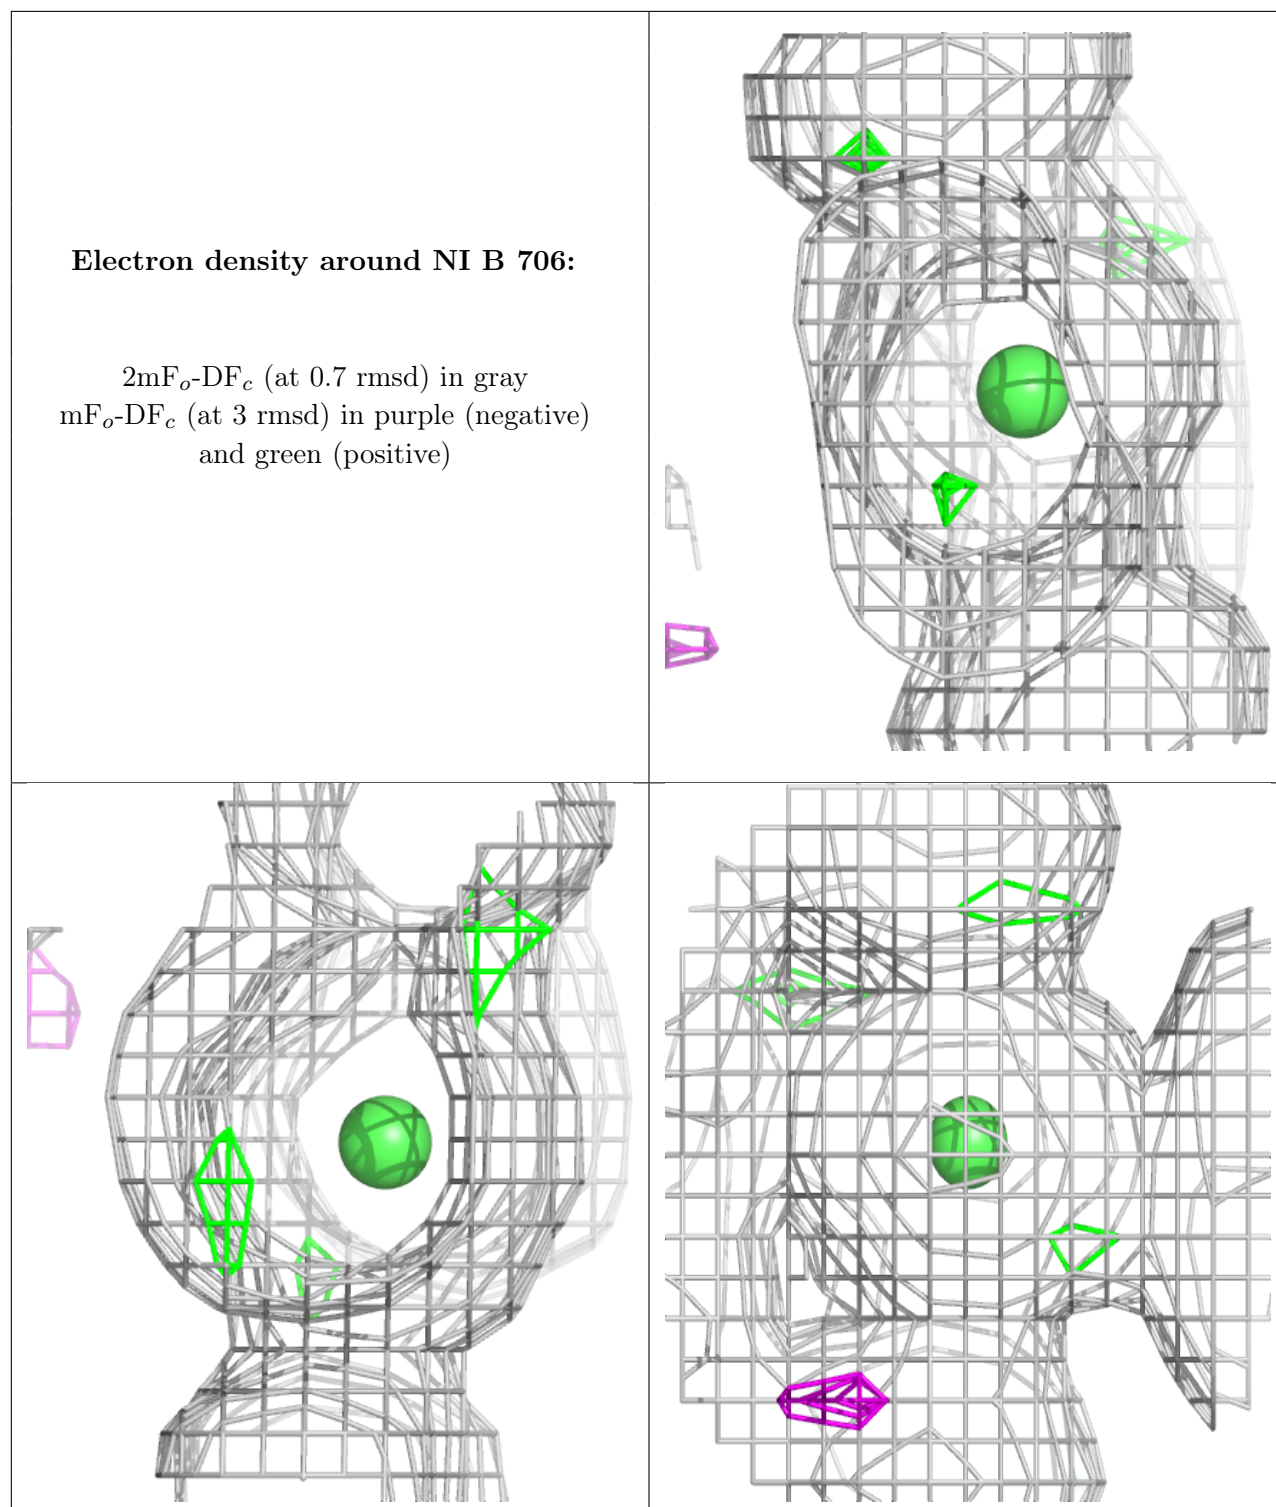 Electron density around NI B 706:
2mFo-DFc (at 0.7 rmsd) in gray
mFo-DFc (at 3 rmsd) in purple (negative)
and green (positive)